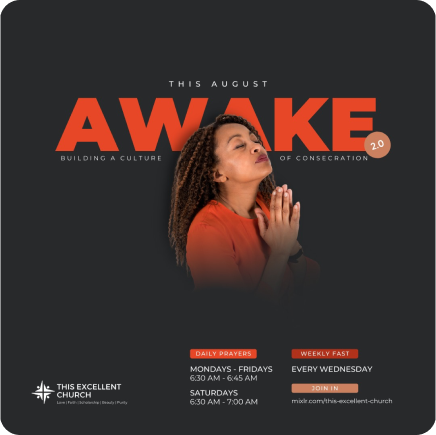 THIS AUGUST
AWAKE
2.0
BUILDING A CULTURE OF CONSECRATION
DAILY PRAYERS
MONDAYS - FRIDAYS
6:30 AM - 6:45 AM
SATURDAYS
6:30 AM - 7:00 AM
WEEKLY FAST
EVERY WEDNESDAY
JOIN IN
mixlr.com/this-excellent-church
THIS EXCELLENT
CHURCH
Love | Faith | Scholarship | Beauty | Purity